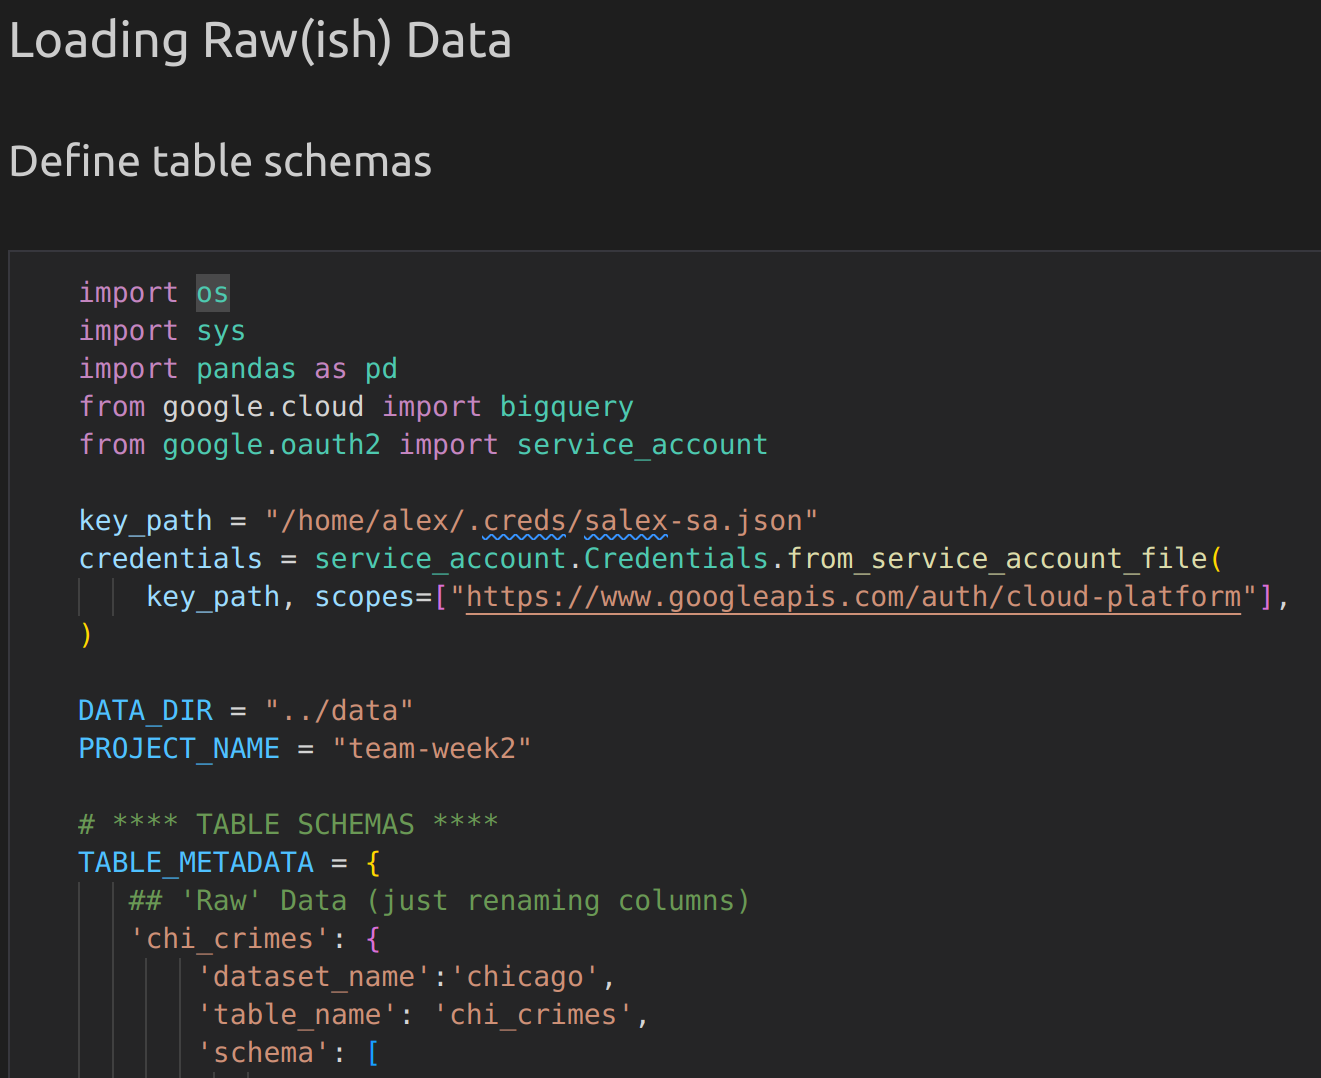 Loading Raw(ish) Data
Define table schemas
import os
import sys
import pandas as pd
from google.cloud import bigquery
from google.oauth2 import service_account
key_path = "/home/alex/.creds/salex-sa.json"
credentials = service_account.Credentials.from_service_account_file(
    key_path, scopes=["https://www.googleapis.com/auth/cloud-platform"],
)
DATA_DIR = "../data"
PROJECT_NAME = "team-week2"
# **** TABLE SCHEMAS ****
TABLE_METADATA = {
   ## 'Raw' Data (just renaming columns)
   'chi_crimes': {
       'dataset_name':'chicago',
       'table_name': 'chi_crimes',
       'schema': [